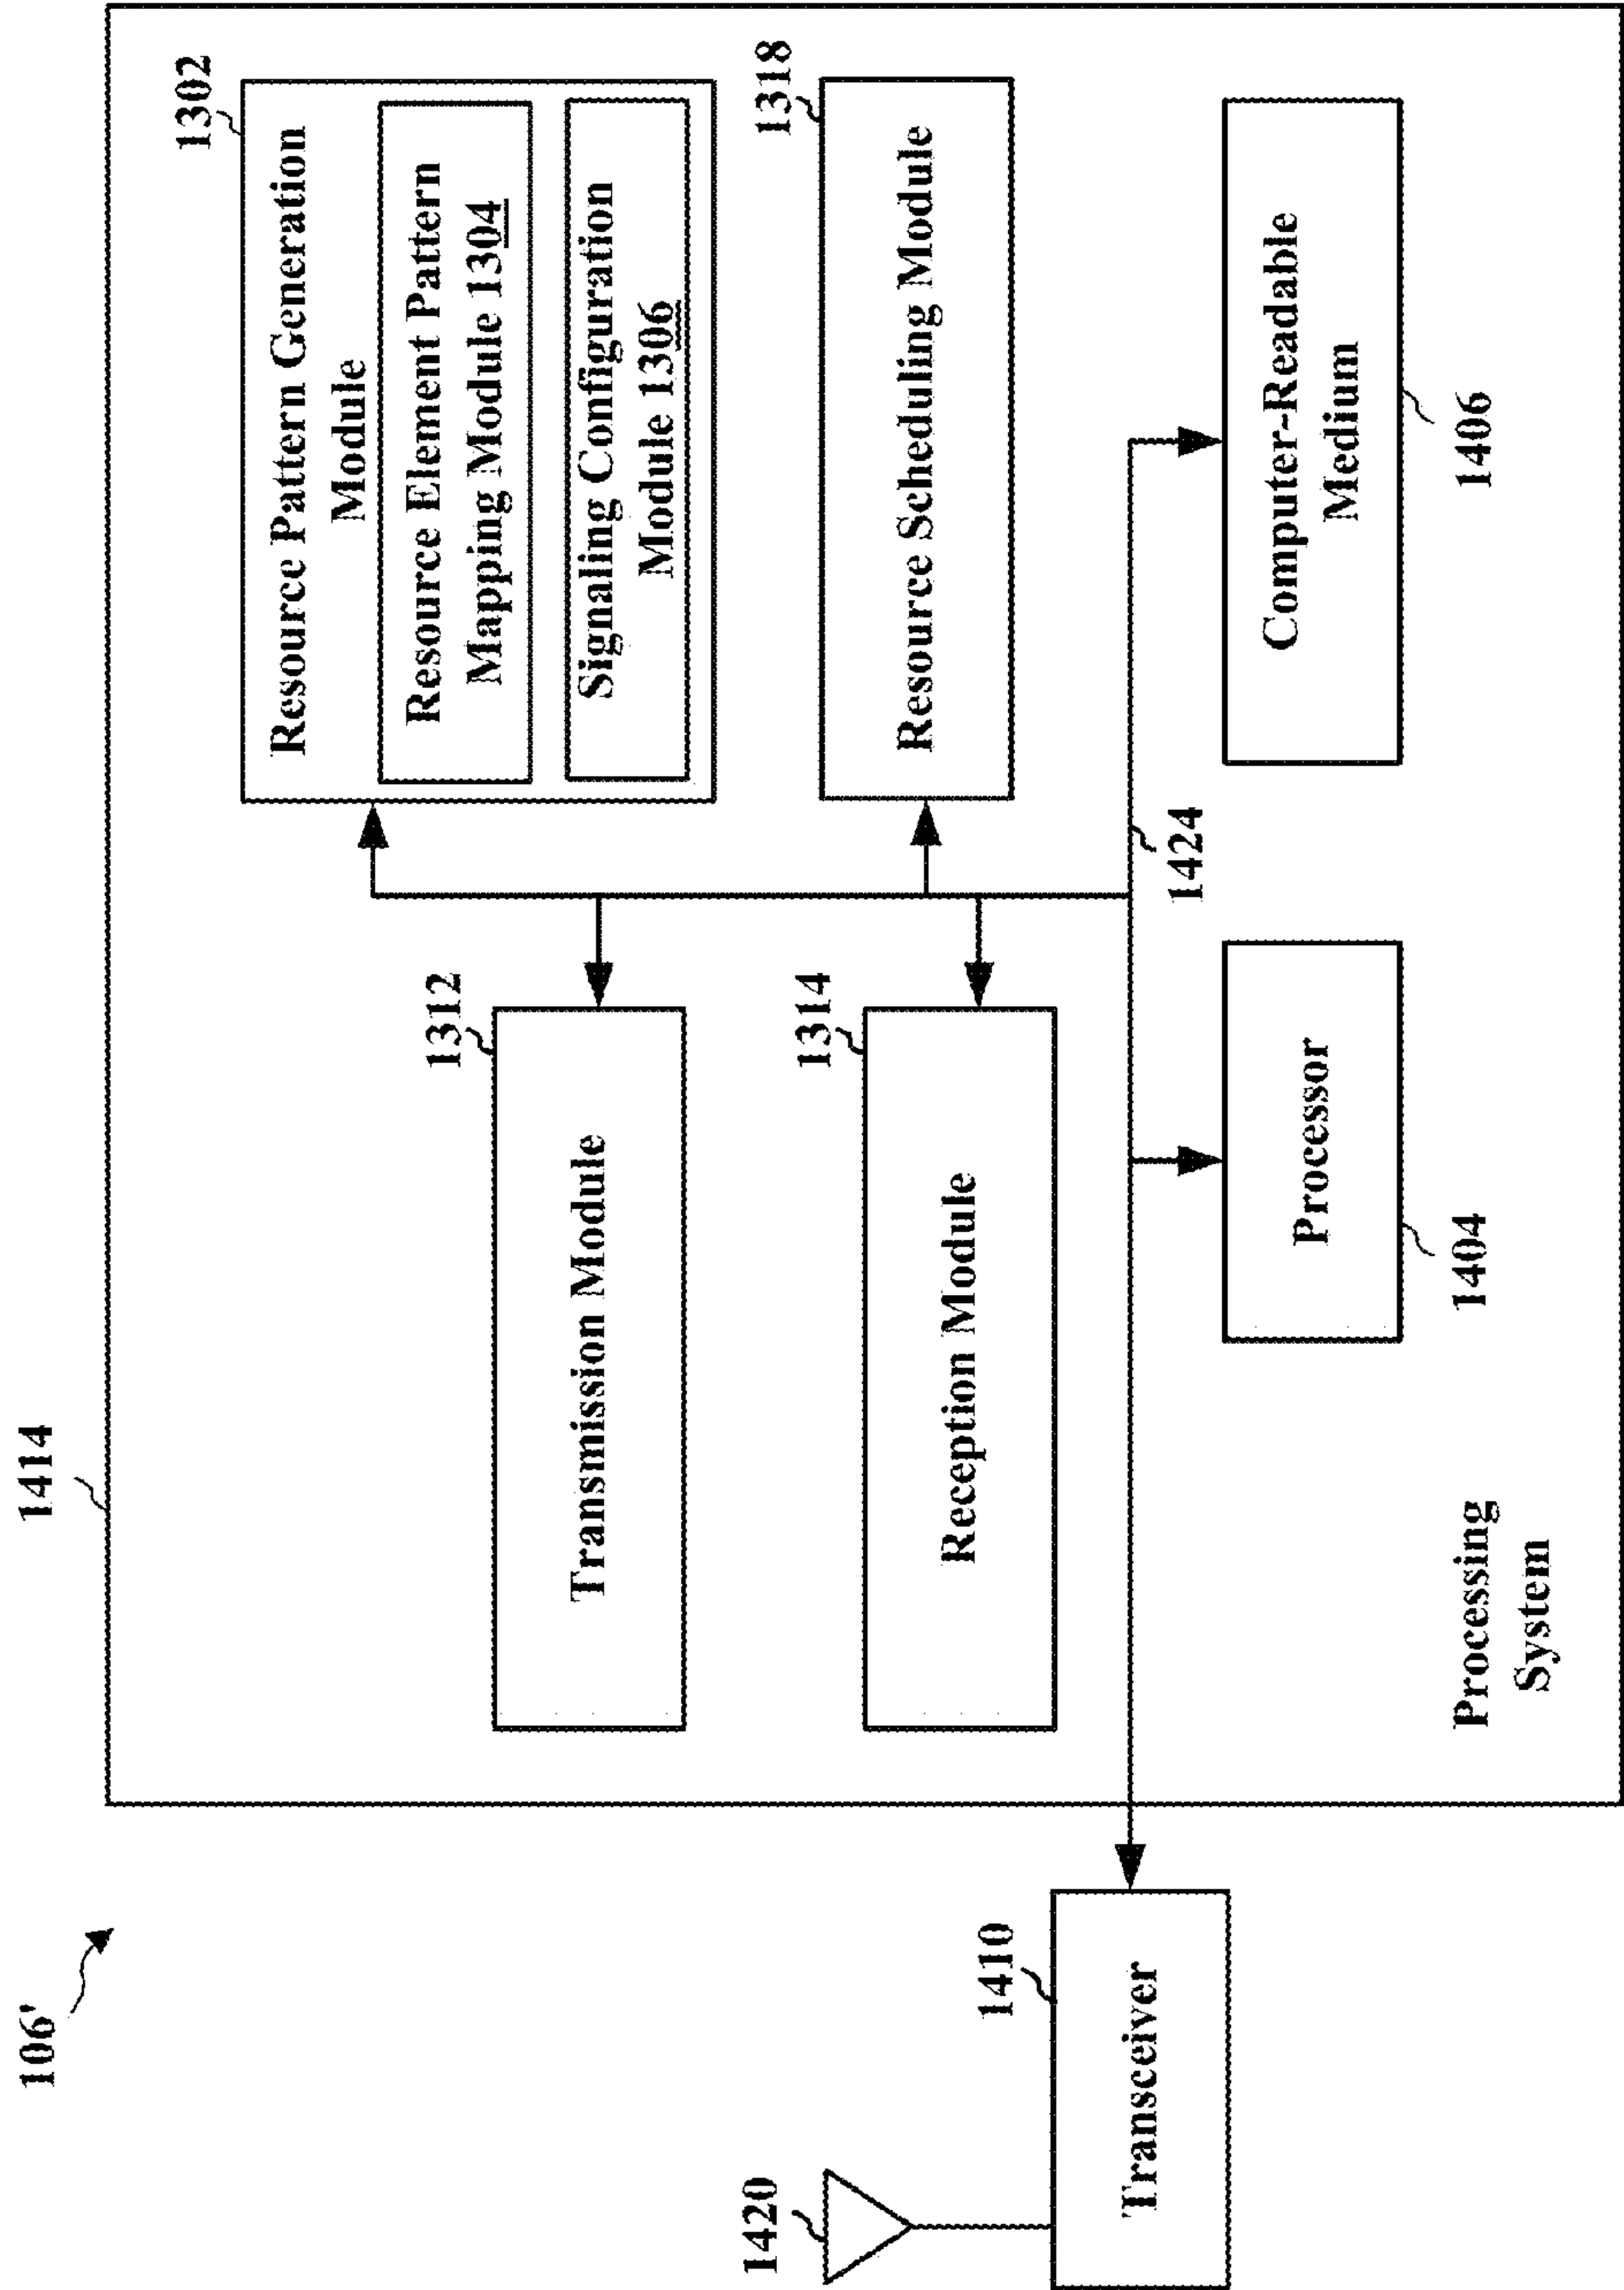 106'
1414
1302
Resource Pattern Generation
Module
Resource Element Pattern
Mapping Module 1304
Signaling Configuration
Module 1306
1312
Transmission Module
1318
Resource Scheduling Module
1314
Reception Module
1424
1420
1410
Transceiver
Processor
1404
Computer-Readable
Medium
1406
Processing
System